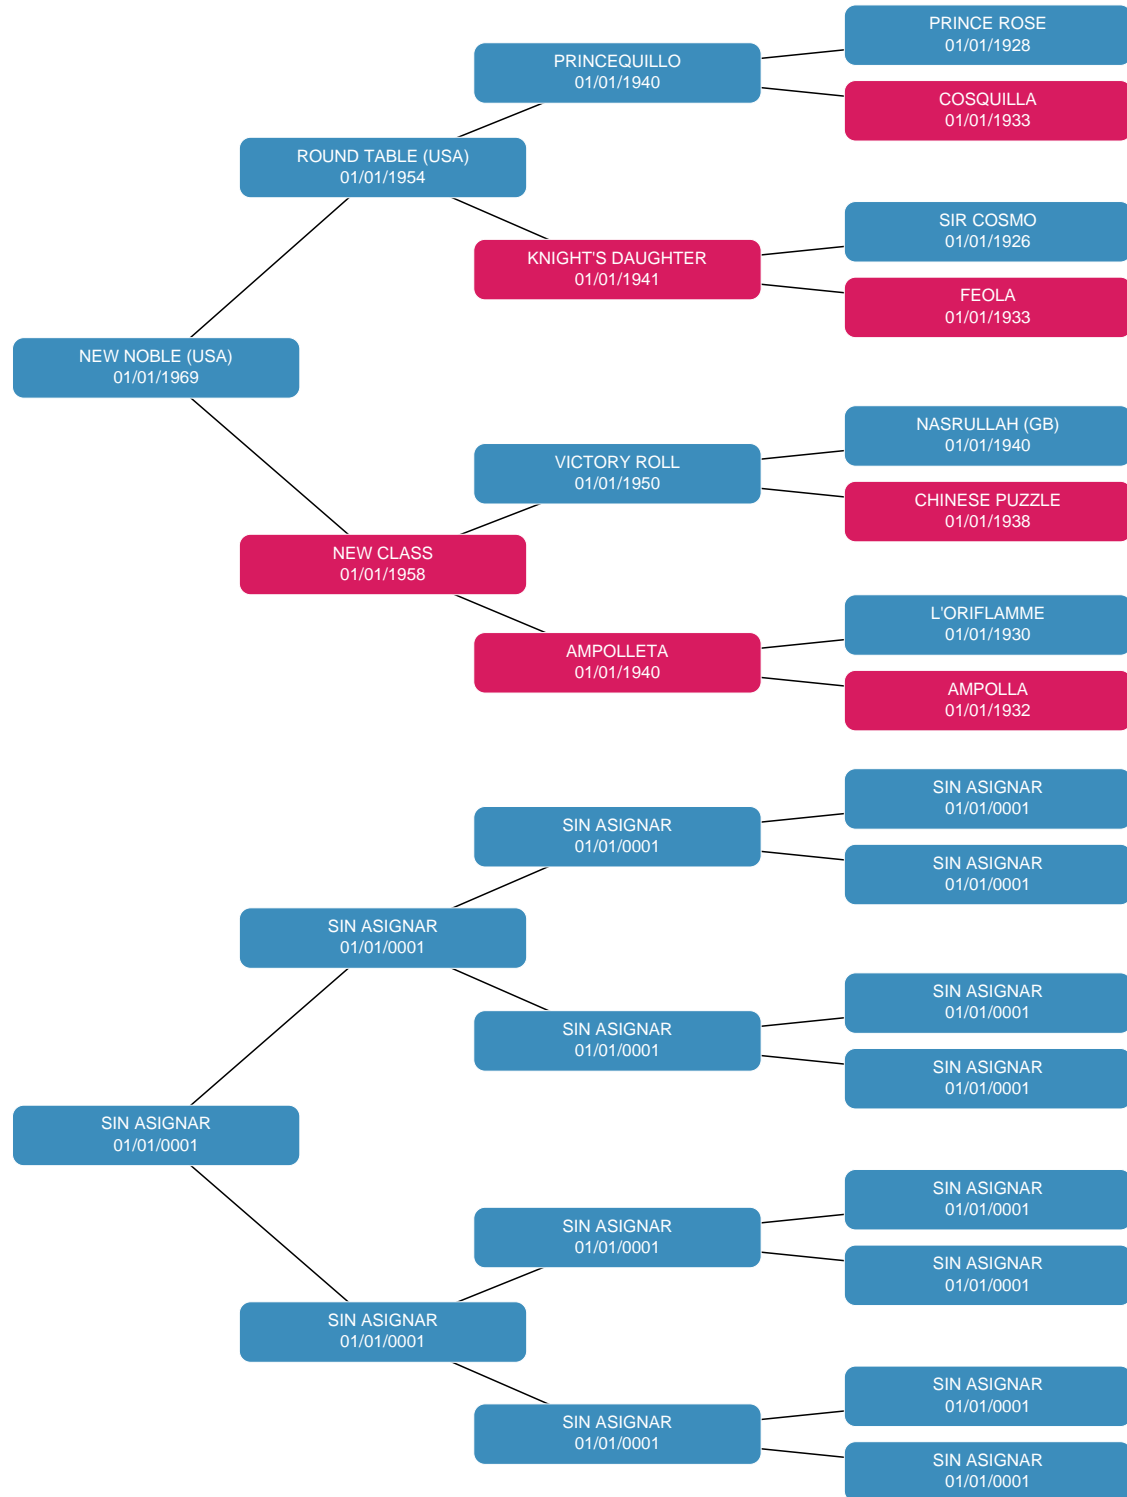 PRINCE ROSE
01/01/1928
PRINCEQUILLO
01/01/1940
COSQUILLA
01/01/1933
ROUND TABLE (USA)
01/01/1954
SIR COSMO
01/01/1926
KNIGHT'S DAUGHTER
01/01/1941
FEOLA
01/01/1933
NEW NOBLE (USA)
01/01/1969
NASRULLAH (GB)
01/01/1940
VICTORY ROLL
01/01/1950
CHINESE PUZZLE
01/01/1938
NEW CLASS
01/01/1958
L'ORIFLAMME
01/01/1930
AMPOLLETA
01/01/1940
AMPOLLA
01/01/1932
SIN ASIGNAR
01/01/0001
SIN ASIGNAR
01/01/0001
SIN ASIGNAR
01/01/0001
SIN ASIGNAR
01/01/0001
SIN ASIGNAR
01/01/0001
SIN ASIGNAR
01/01/0001
SIN ASIGNAR
01/01/0001
SIN ASIGNAR
01/01/0001
SIN ASIGNAR
01/01/0001
SIN ASIGNAR
01/01/0001
SIN ASIGNAR
01/01/0001
SIN ASIGNAR
01/01/0001
SIN ASIGNAR
01/01/0001
SIN ASIGNAR
01/01/0001
SIN ASIGNAR
01/01/0001